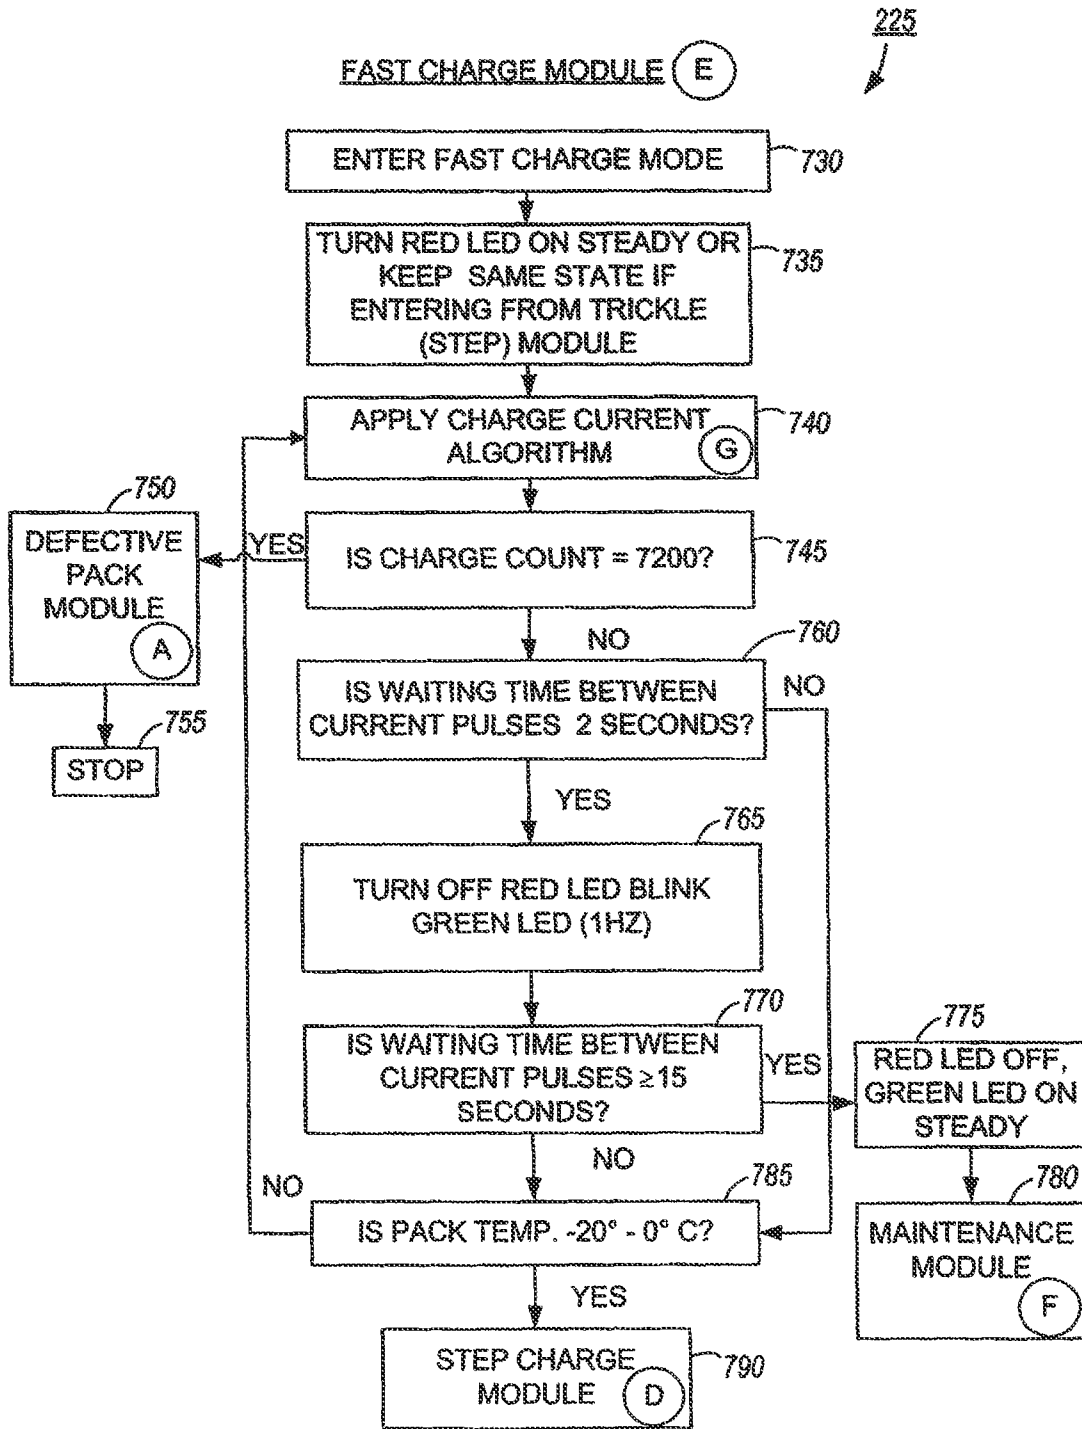 225
FAST CHARGE MODULE E
ENTER FAST CHARGE MODE
730
TURN RED LED ON STEADY OR
KEEP SAME STATE IF
ENTERING FROM TRICKLE
(STEP) MODULE
735
APPLY CHARGE CURRENT
ALGORITHM
G
740
750
DEFECTIVE
PACK
MODULE
A
YES
IS CHARGE COUNT = 7200?
745
755
STOP
NO
760
IS WAITING TIME BETWEEN
CURRENT PULSES 2 SECONDS?
NO
YES
765
TURN OFF RED LED BLINK
GREEN LED (1HZ)
770
IS WAITING TIME BETWEEN
CURRENT PULSES ≥15
SECONDS?
YES
775
RED LED OFF,
GREEN LED ON
STEADY
NO
NO
785
IS PACK TEMP. -20° - 0° C?
780
MAINTENANCE
MODULE
F
YES
STEP CHARGE
MODULE
D
790